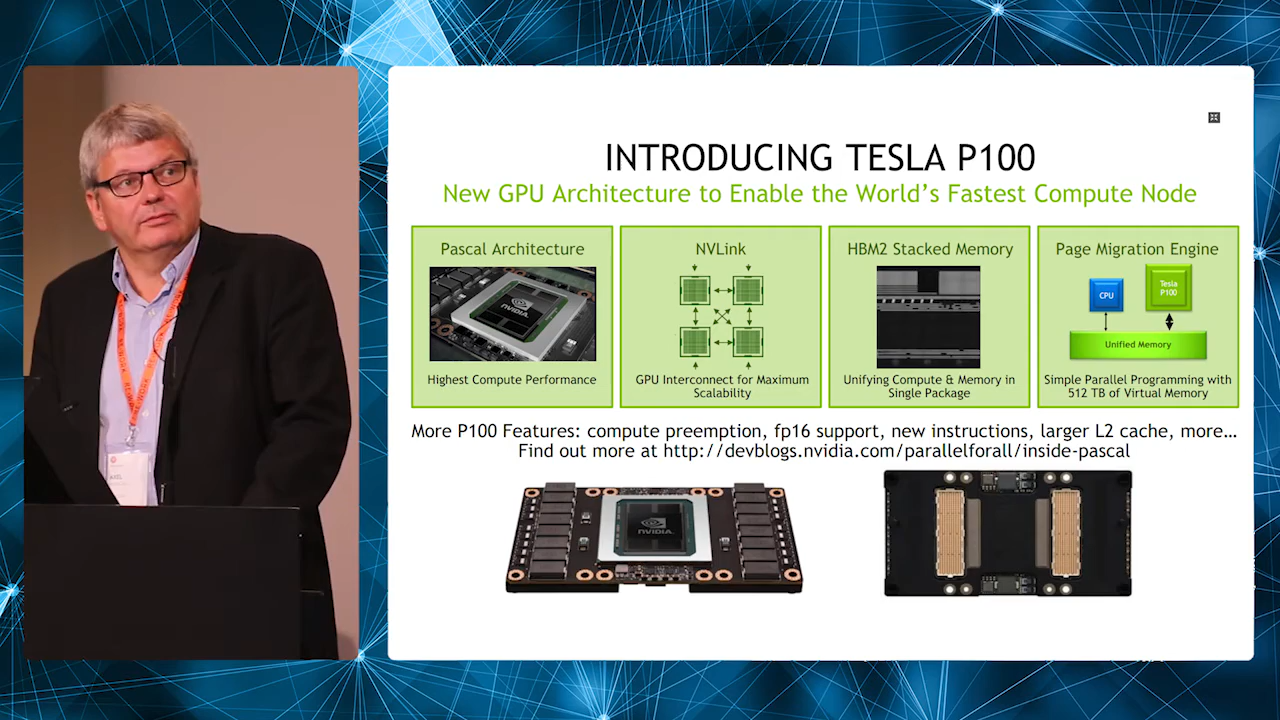 INTRODUCING TESLA P100
New GPU Architecture to Enable the World's Fastest Compute Node
Pascal Architecture
NVIDIA
Highest Compute Performance
NVLink
GPU Interconnect for Maximum
Scalability
HBM2 Stacked Memory
Unifying Compute & Memory in
Single Package
Page Migration Engine
CPU
Tesla
P100
Unified Memory
Simple Parallel Programming with
512 TB of Virtual Memory
More P100 Features: compute preemption, fp16 support, new instructions, larger L2 cache, more…
Find out more at http://devblogs.nvidia.com/parallelforall/inside-pascal
NVIDIA